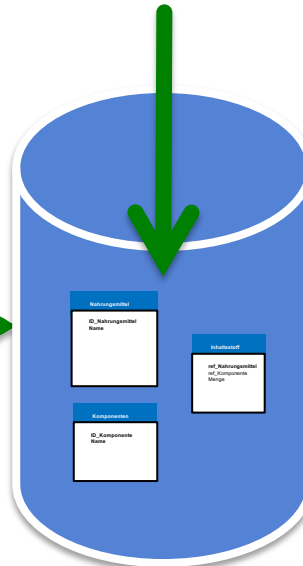 Nahrungsmittel
ID_Nahrungsmittel
Name
Inhaltsstoff
ref_Nahrungsmittel
ref_Komponente
Menge
Komponenten
ID_Komponente
Name